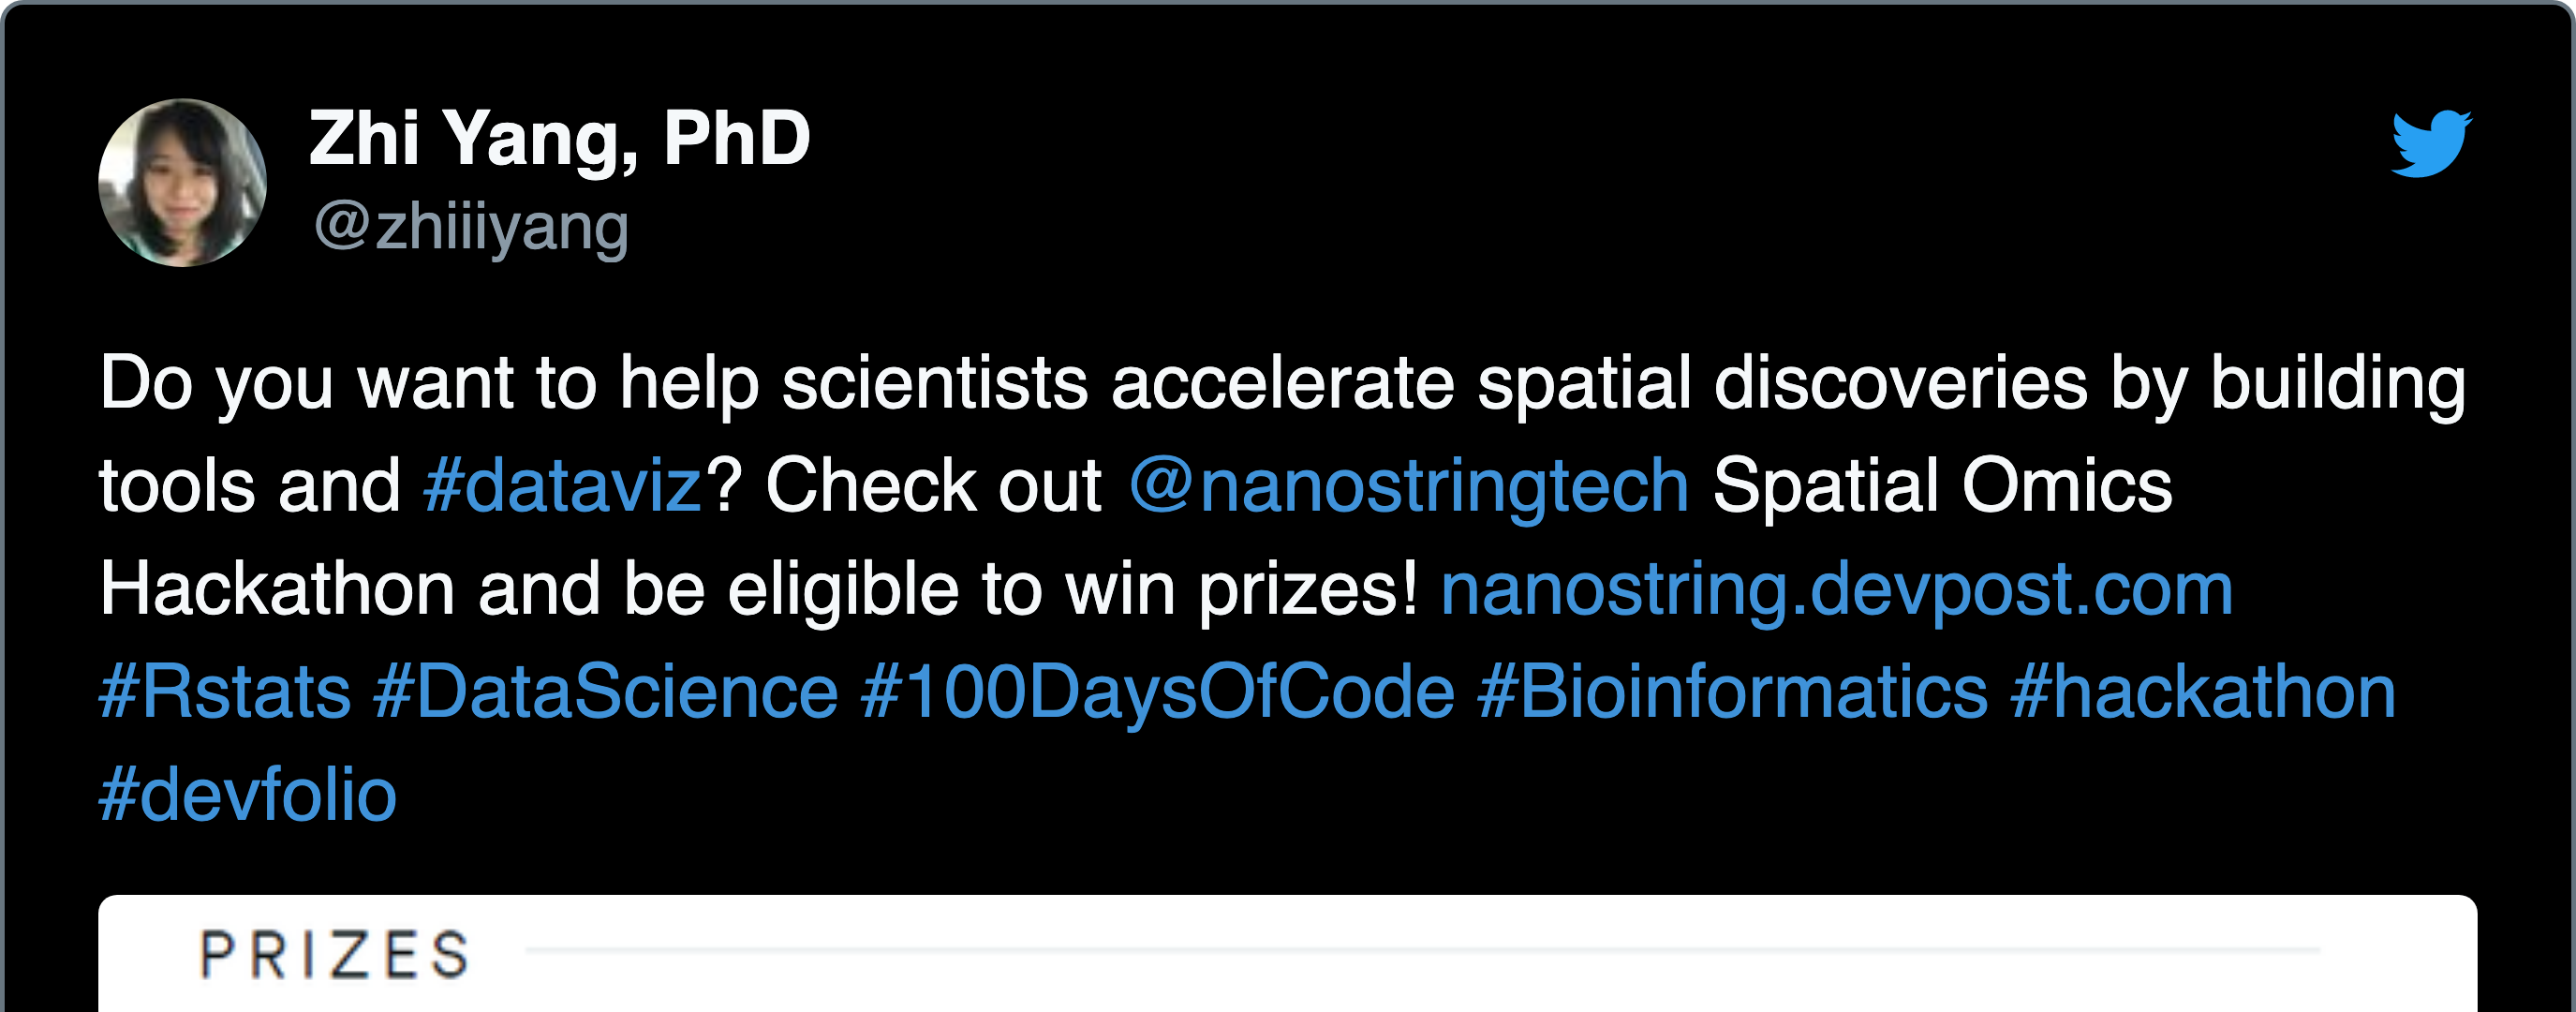 Zhi Yang, PhD
@zhiiiyang
Do you want to help scientists accelerate spatial discoveries by building
tools and #dataviz? Check out @nanostringtech Spatial Omics
Hackathon and be eligible to win prizes! nanostring.devpost.com
#Rstats #DataScience #100DaysOfCode #Bioinformatics #hackathon
#devfolio
PRIZES